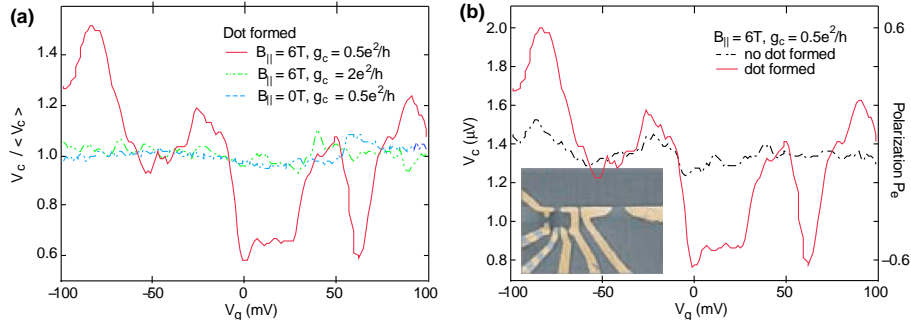 (a)
Dot formed
B|| = 6T, gc = 0.5e²/h
B|| = 6T, gc = 2e²/h
B|| = 0T, gc = 0.5e²/h
Vc / < Vc >
1.4
1.2
1.0
0.8
0.6
−100
−50
0
50
100
Vg (mV)
(b)
B|| = 6T, gc = 0.5e²/h
no dot formed
dot formed
Vc (μV)
2.0
1.8
1.6
1.4
1.2
1.0
0.8
0.6
−0.6
Polarization Pe
−100
−50
0
50
100
Vg (mV)